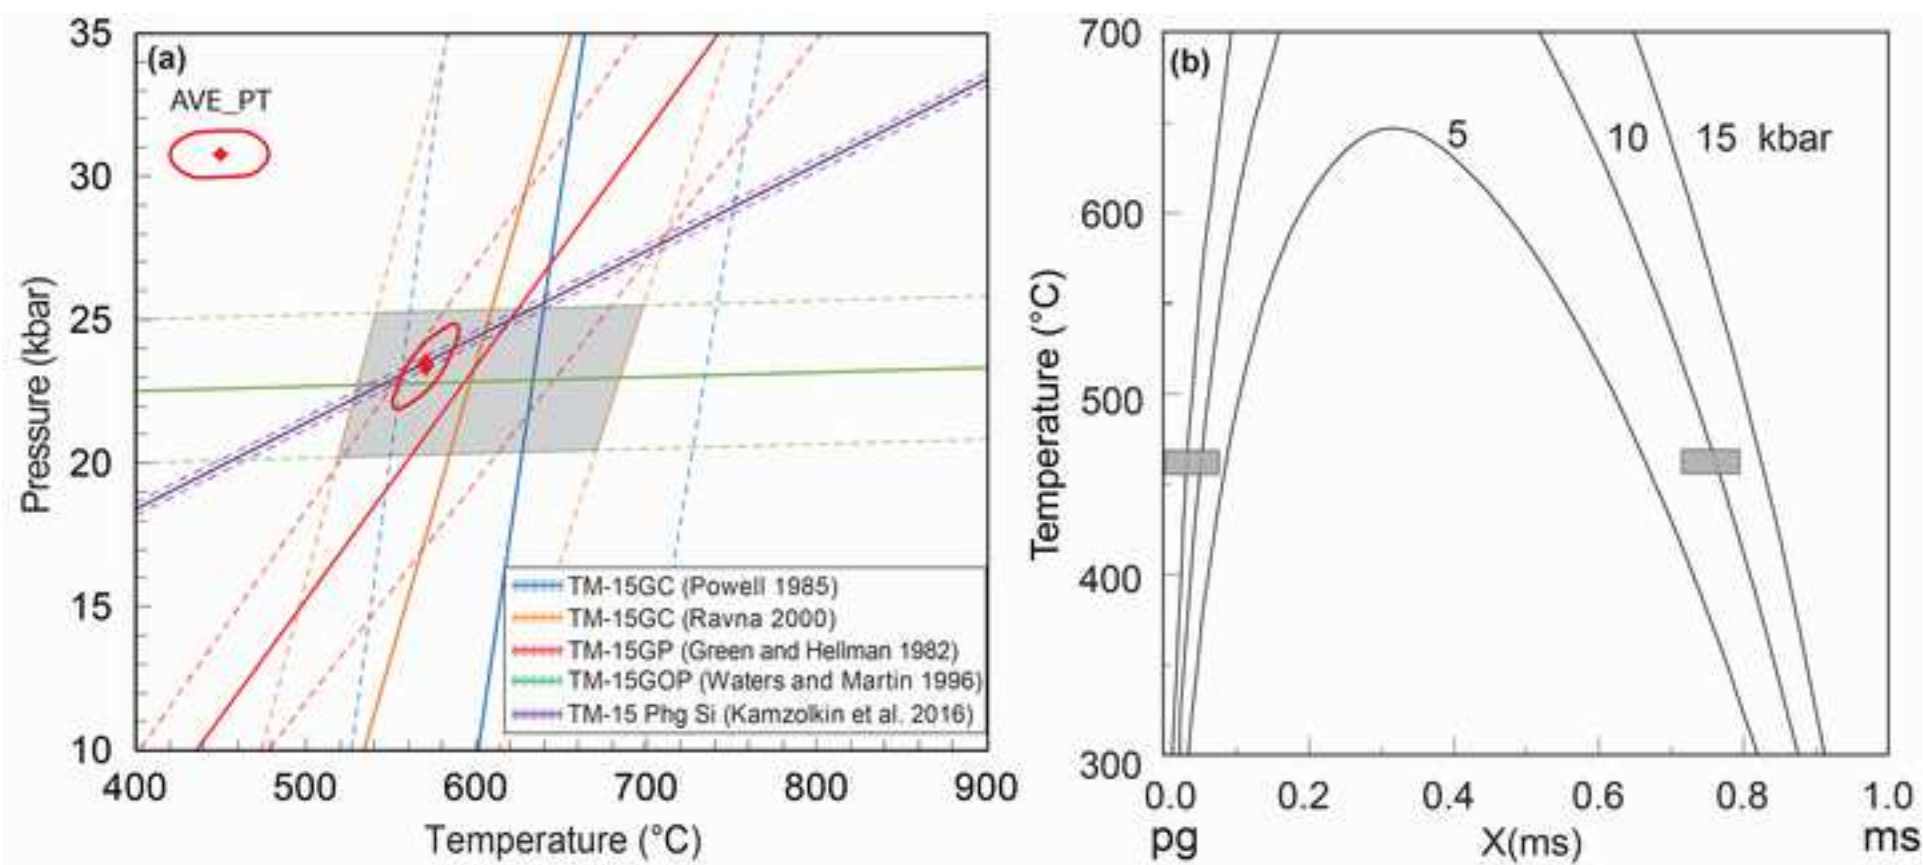 (a)
AVE_PT
35
30
25
20
15
10
Pressure (kbar)
400 500 600 700 800 900
Temperature (°C)
TM-15GC (Powell 1985)
TM-15GC (Ravna 2000)
TM-15GP (Green and Hellman 1982)
TM-15GOP (Waters and Martin 1996)
TM-15 Phg Si (Kamzolkin et al. 2016)
(b)
700
600
500
400
300
Temperature (°C)
5 10 15 kbar
0.0 0.2 0.4 0.6 0.8 1.0
pg X(ms) ms